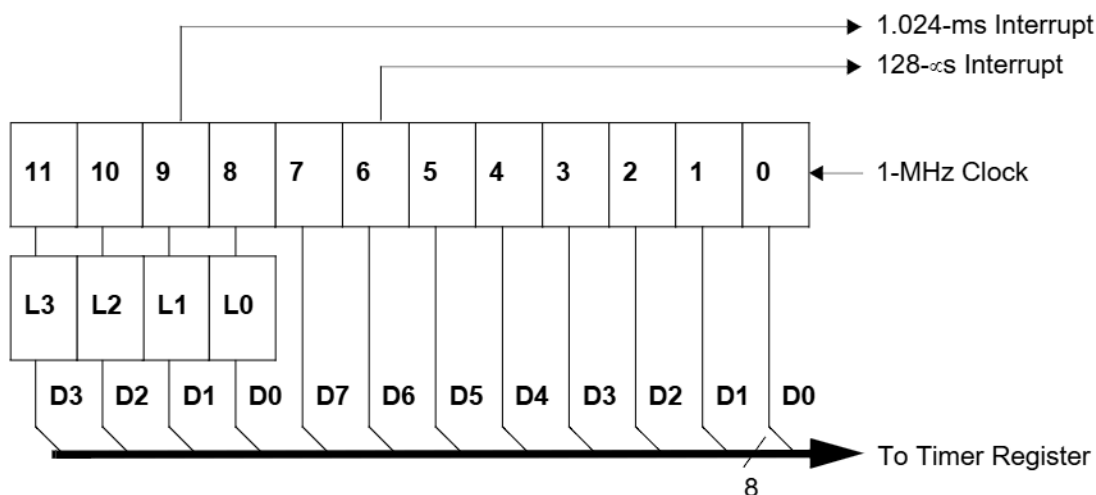 1.024-ms Interrupt
128-∝s Interrupt
11 10 9 8 7 6 5 4 3 2 1 0
1-MHz Clock
L3 L2 L1 L0
D3 D2 D1 D0 D7 D6 D5 D4 D3 D2 D1 D0
To Timer Register
8